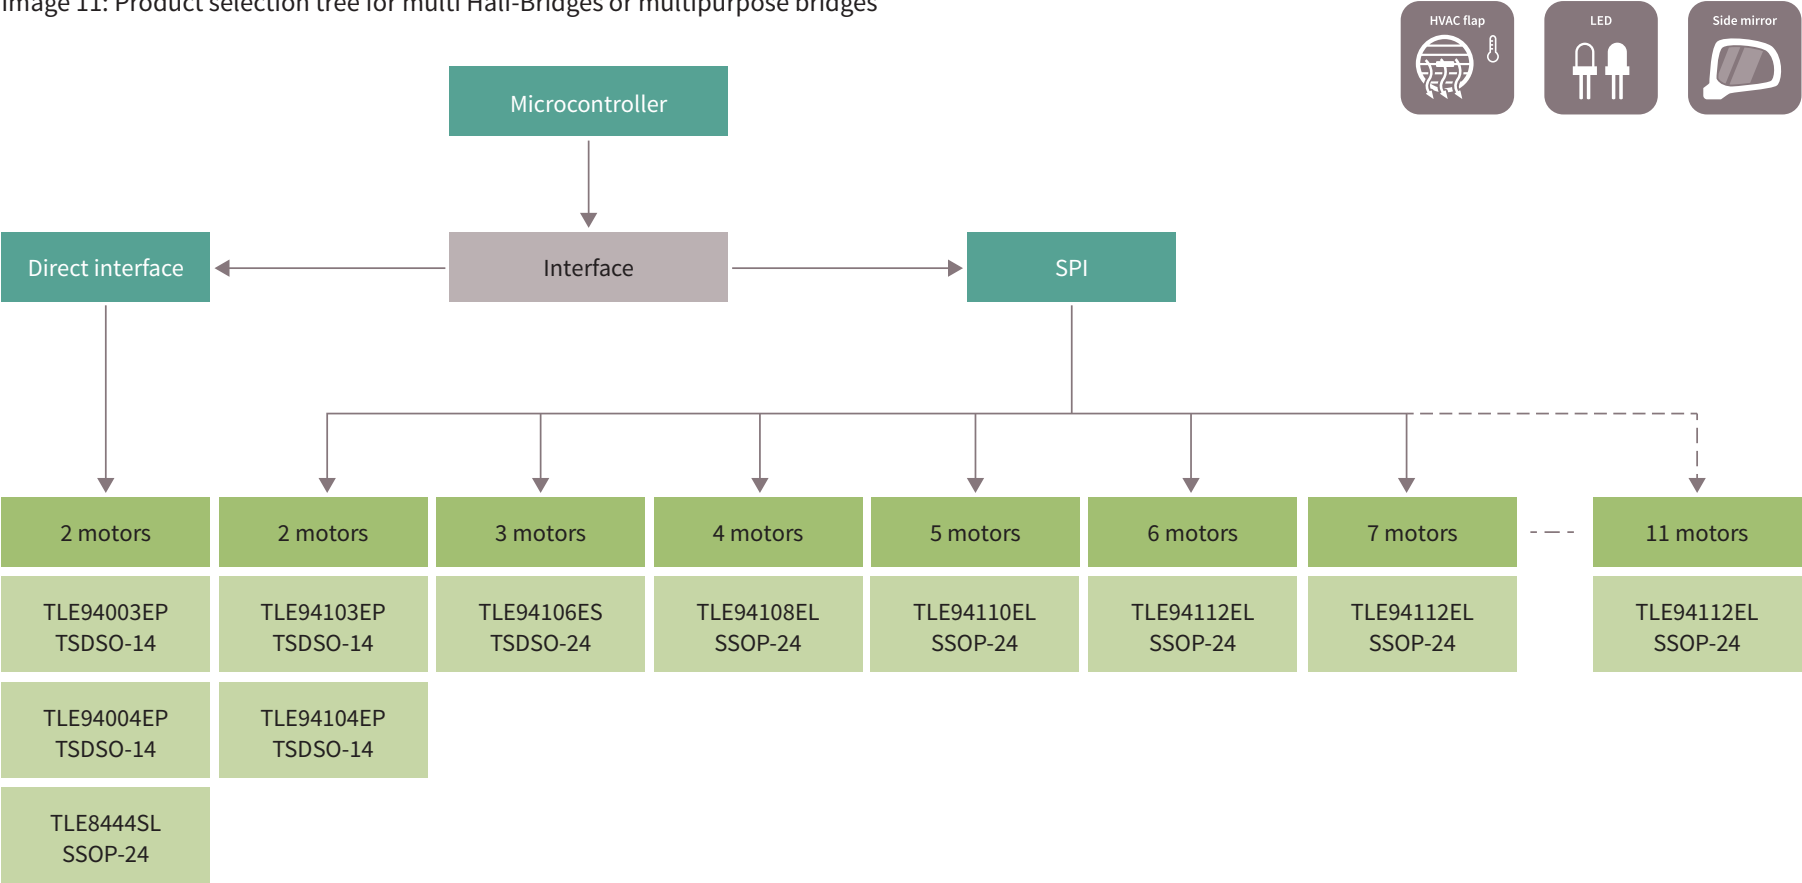 Image 11: Product selection tree for multi Half-Bridges or multipurpose bridges
HVAC flap
LED
Side mirror
Microcontroller
Direct interface
Interface
SPI
2 motors
2 motors
3 motors
4 motors
5 motors
6 motors
7 motors
11 motors
TLE94003EP
TSDSO-14
TLE94103EP
TSDSO-14
TLE94106ES
TSDSO-24
TLE94108EL
SSOP-24
TLE94110EL
SSOP-24
TLE94112EL
SSOP-24
TLE94112EL
SSOP-24
TLE94112EL
SSOP-24
TLE94004EP
TSDSO-14
TLE94104EP
TSDSO-14
TLE8444SL
SSOP-24